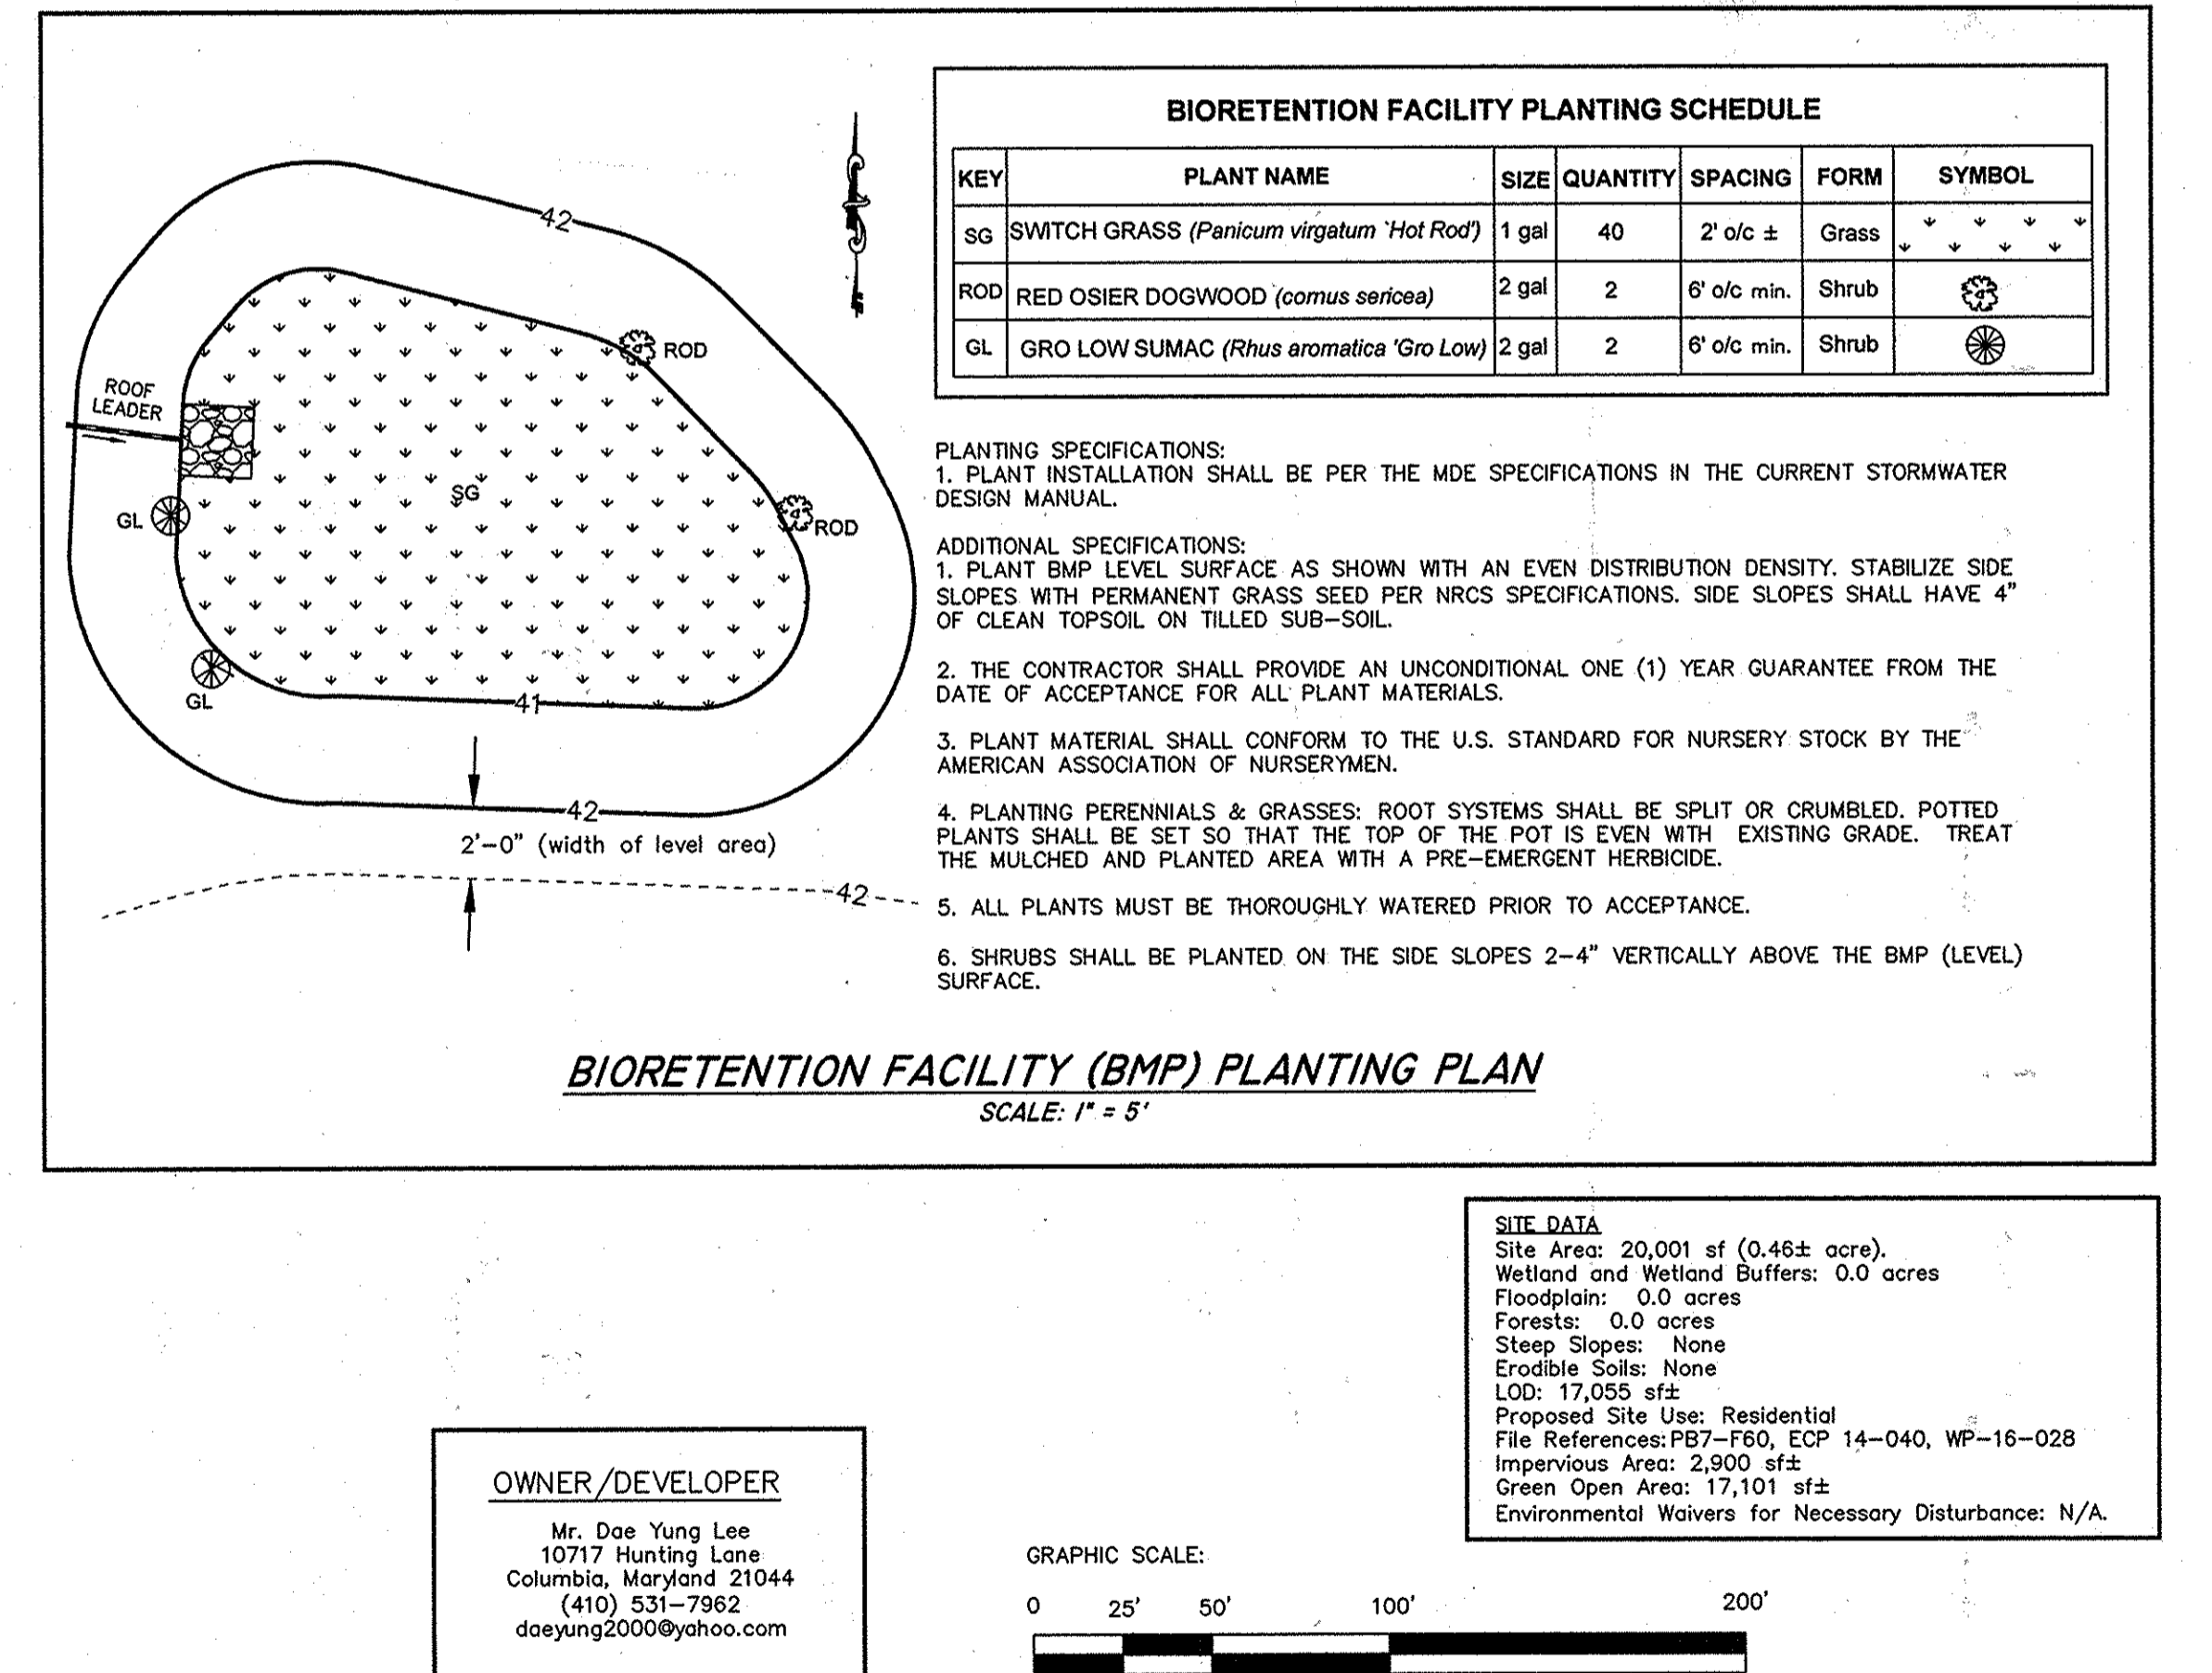 BIORETENTION FACILITY PLANTING SCHEDULE
KEY PLANT NAME SIZE QUANTITY SPACING FORM SYMBOL
SG SWITCH GRASS (Panicum virgatum `Hot Rod') 1 gal 40 2' o/c ± Grass
ROD RED OSIER DOGWOOD (cornus sericea) 2 gal 2 6' o/c min. Shrub
GL GRO LOW SUMAC (Rhus aromatica 'Gro Low) 2 gal 2 6' o/c min. Shrub
42
ROD
ROOF
LEADER
SG
GL
ROD
GL
41
42
2'-0" (width of level area)
42
PLANTING SPECIFICATIONS:
1. PLANT INSTALLATION SHALL BE PER THE MDE SPECIFICATIONS IN THE CURRENT STORMWATER
DESIGN MANUAL.
ADDITIONAL SPECIFICATIONS:
1. PLANT BMP LEVEL SURFACE AS SHOWN WITH AN EVEN DISTRIBUTION DENSITY. STABILIZE SIDE
SLOPES WITH PERMANENT GRASS SEED PER NRCS SPECIFICATIONS. SIDE SLOPES SHALL HAVE 4"
OF CLEAN TOPSOIL ON TILLED SUB-SOIL.
2. THE CONTRACTOR SHALL PROVIDE AN UNCONDITIONAL ONE (1) YEAR GUARANTEE FROM THE
DATE OF ACCEPTANCE FOR ALL PLANT MATERIALS.
3. PLANT MATERIAL SHALL CONFORM TO THE U.S. STANDARD FOR NURSERY STOCK BY THE
AMERICAN ASSOCIATION OF NURSERYMEN.
4. PLANTING PERENNIALS & GRASSES: ROOT SYSTEMS SHALL BE SPLIT OR CRUMBLED. POTTED
PLANTS SHALL BE SET SO THAT THE TOP OF THE POT IS EVEN WITH EXISTING GRADE. TREAT
THE MULCHED AND PLANTED AREA WITH A PRE-EMERGENT HERBICIDE.
5. ALL PLANTS MUST BE THOROUGHLY WATERED PRIOR TO ACCEPTANCE.
6. SHRUBS SHALL BE PLANTED ON THE SIDE SLOPES 2-4" VERTICALLY ABOVE THE BMP (LEVEL)
SURFACE.
BIORETENTION FACILITY (BMP) PLANTING PLAN
SCALE: 1" = 5'
SITE DATA
Site Area: 20,001 sf (0.46± acre).
Wetland and Wetland Buffers: 0.0 acres
Floodplain: 0.0 acres
Forests: 0.0 acres
Steep Slopes: None
Erodible Soils: None
LOD: 17,055 sf±
Proposed Site Use: Residential
File References: PB7-F60, ECP 14-040, WP-16-028
Impervious Area: 2,900 sf±
Green Open Area: 17,101 sf±
Environmental Waivers for Necessary Disturbance: N/A.
OWNER/DEVELOPER
Mr. Dae Yung Lee
10717 Hunting Lane
Columbia, Maryland 21044
(410) 531-7962
daeyung2000@yahoo.com
GRAPHIC SCALE:
0 25' 50' 100' 200'